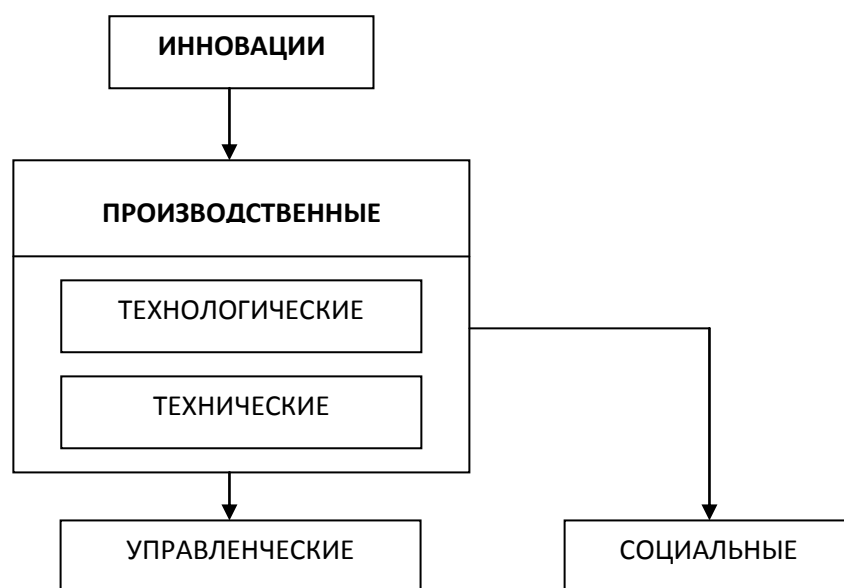 ИННОВАЦИИ
ПРОИЗВОДСТВЕННЫЕ
ТЕХНОЛОГИЧЕСКИЕ
ТЕХНИЧЕСКИЕ
УПРАВЛЕНЧЕСКИЕ
СОЦИАЛЬНЫЕ